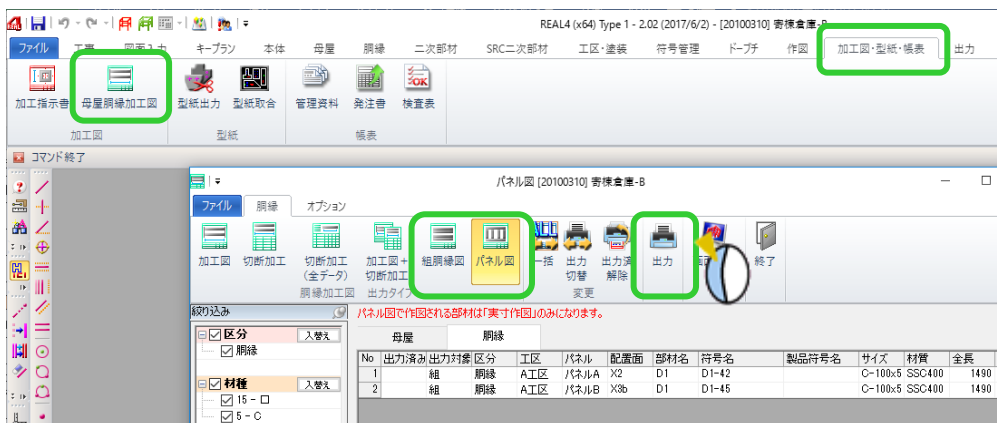 REAL4 (x64) Type 1 - 2.02 (2017/6/2) - [20100310] 寄棟倉庫-B
ファイル 工事 図面入力 キープラン 本体 母屋 胴縁 二次部材 SRC二次部材 工区・塗装 符号管理 ドーブチ 作図 加工図・型紙・帳表 出力
加工指示書 母屋胴縁加工図 型紙出力 型紙取合 管理資料 発注書 検査表
加工図 型紙 帳表
コマンド終了
パネル図 [20100310] 寄棟倉庫-B
ファイル 胴縁 オプション
加工図 切断加工 切断加工 加工図+ 組胴縁図 パネル図 一括 出力 出力済 出力 終了
(全データ) 切断加工 切替 解除
胴縁加工図 出力タイプ 変更
絞り込み パネル図で作図される部材は「実寸作図」のみになります。
区分 入替え 母屋 胴縁
胴縁
No 出力済み 出力対象 区分 工区 パネル 配置面 部材名 符号名 製品符号名 サイズ 材質 全長
1 組 胴縁 A工区 パネルA X2 D1 D1-42 C-100x5 SSC400 1490
材種 入替え
2 組 胴縁 A工区 パネルB X3b D1 D1-45 C-100x5 SSC400 1490
15 - ロ
5 - C